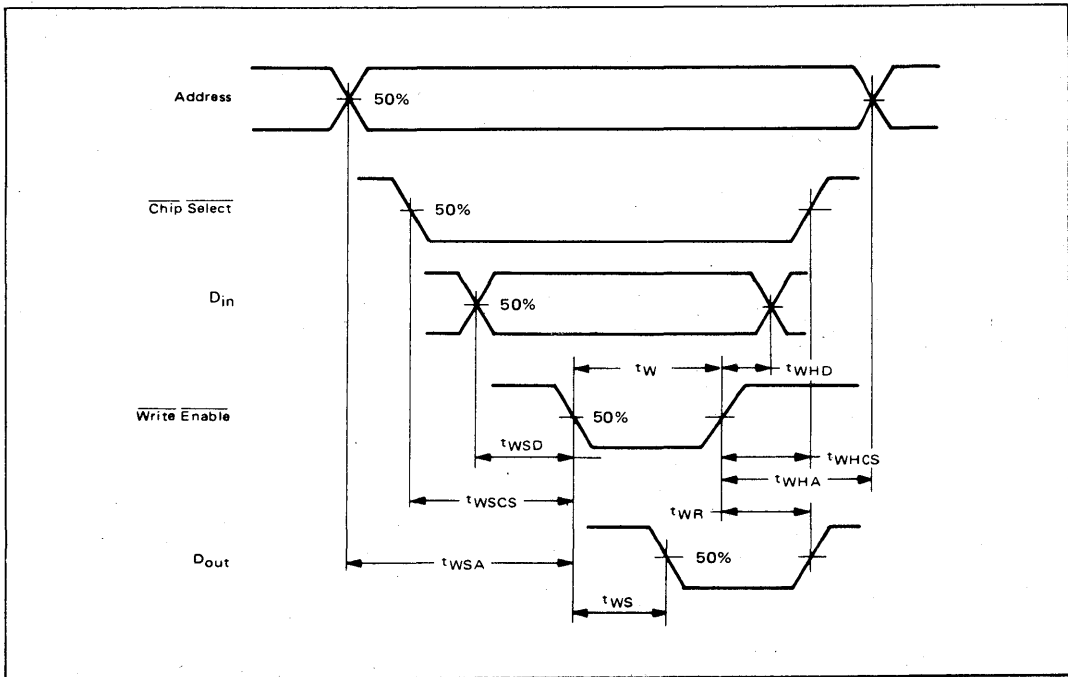 Address
50%
Chip Select
50%
Din
50%
tW
tWHD
Write Enable
50%
tWSD
tWHCS
tWHA
tWSCS
tWR
Dout
50%
tWSA
tWS